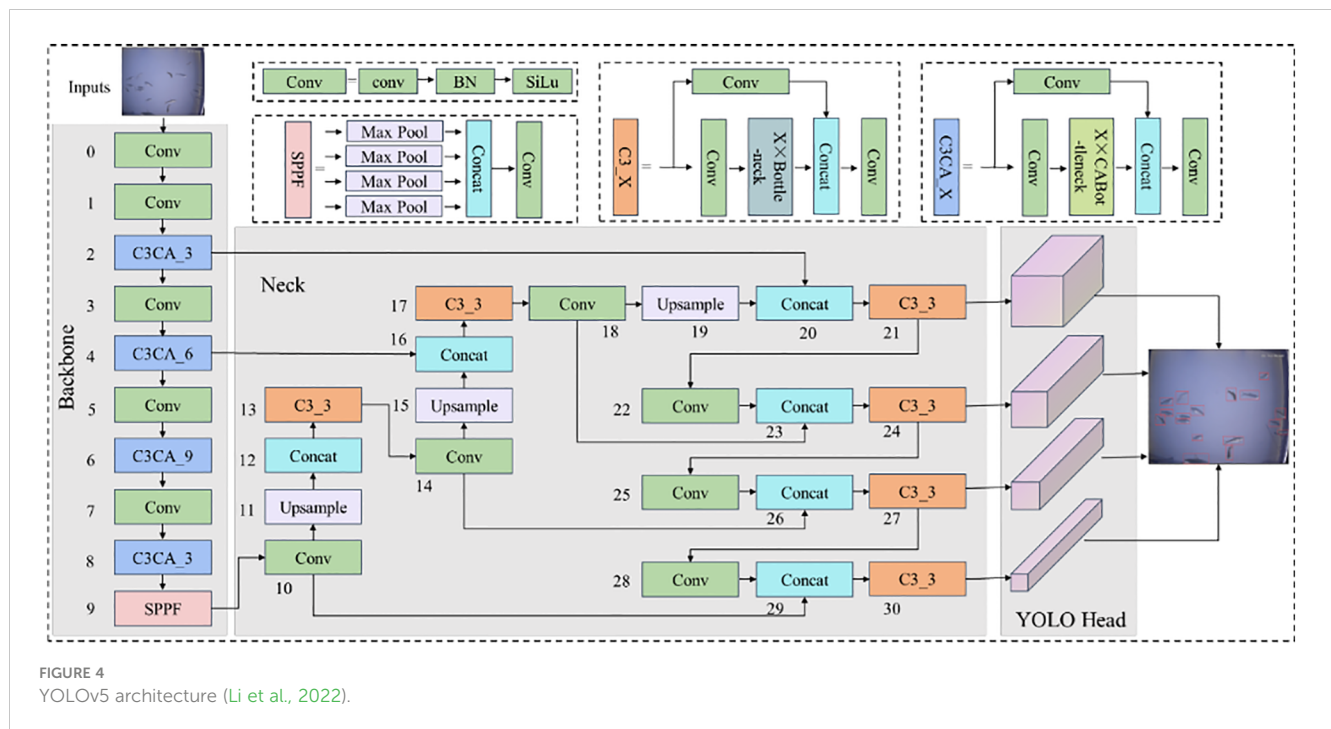 Inputs
Conv = conv BN SiLu
SPPF = Max Pool
Max Pool
Max Pool
Max Pool
Concat
Conv
C3_X =
Conv
Conv
X×Bottle
-neck
Concat
Conv
C3CA_X =
Conv
Conv
X×CABot
-tleneck
Concat
Conv
Backbone
0 Conv
1 Conv
2 C3CA_3
3 Conv
4 C3CA_6
5 Conv
6 C3CA_9
7 Conv
8 C3CA_3
9 SPPF
Neck
17 C3_3
16 Concat
15 Upsample
Conv
14
13 C3_3
12 Concat
11 Upsample
Conv
10
Conv Upsample Concat C3_3
18 19 20 21
22 Conv Concat C3_3
23 24
25 Conv Concat C3_3
26 27
28 Conv Concat C3_3
29 30
YOLO Head
FIGURE 4
YOLOv5 architecture (Li et al., 2022).